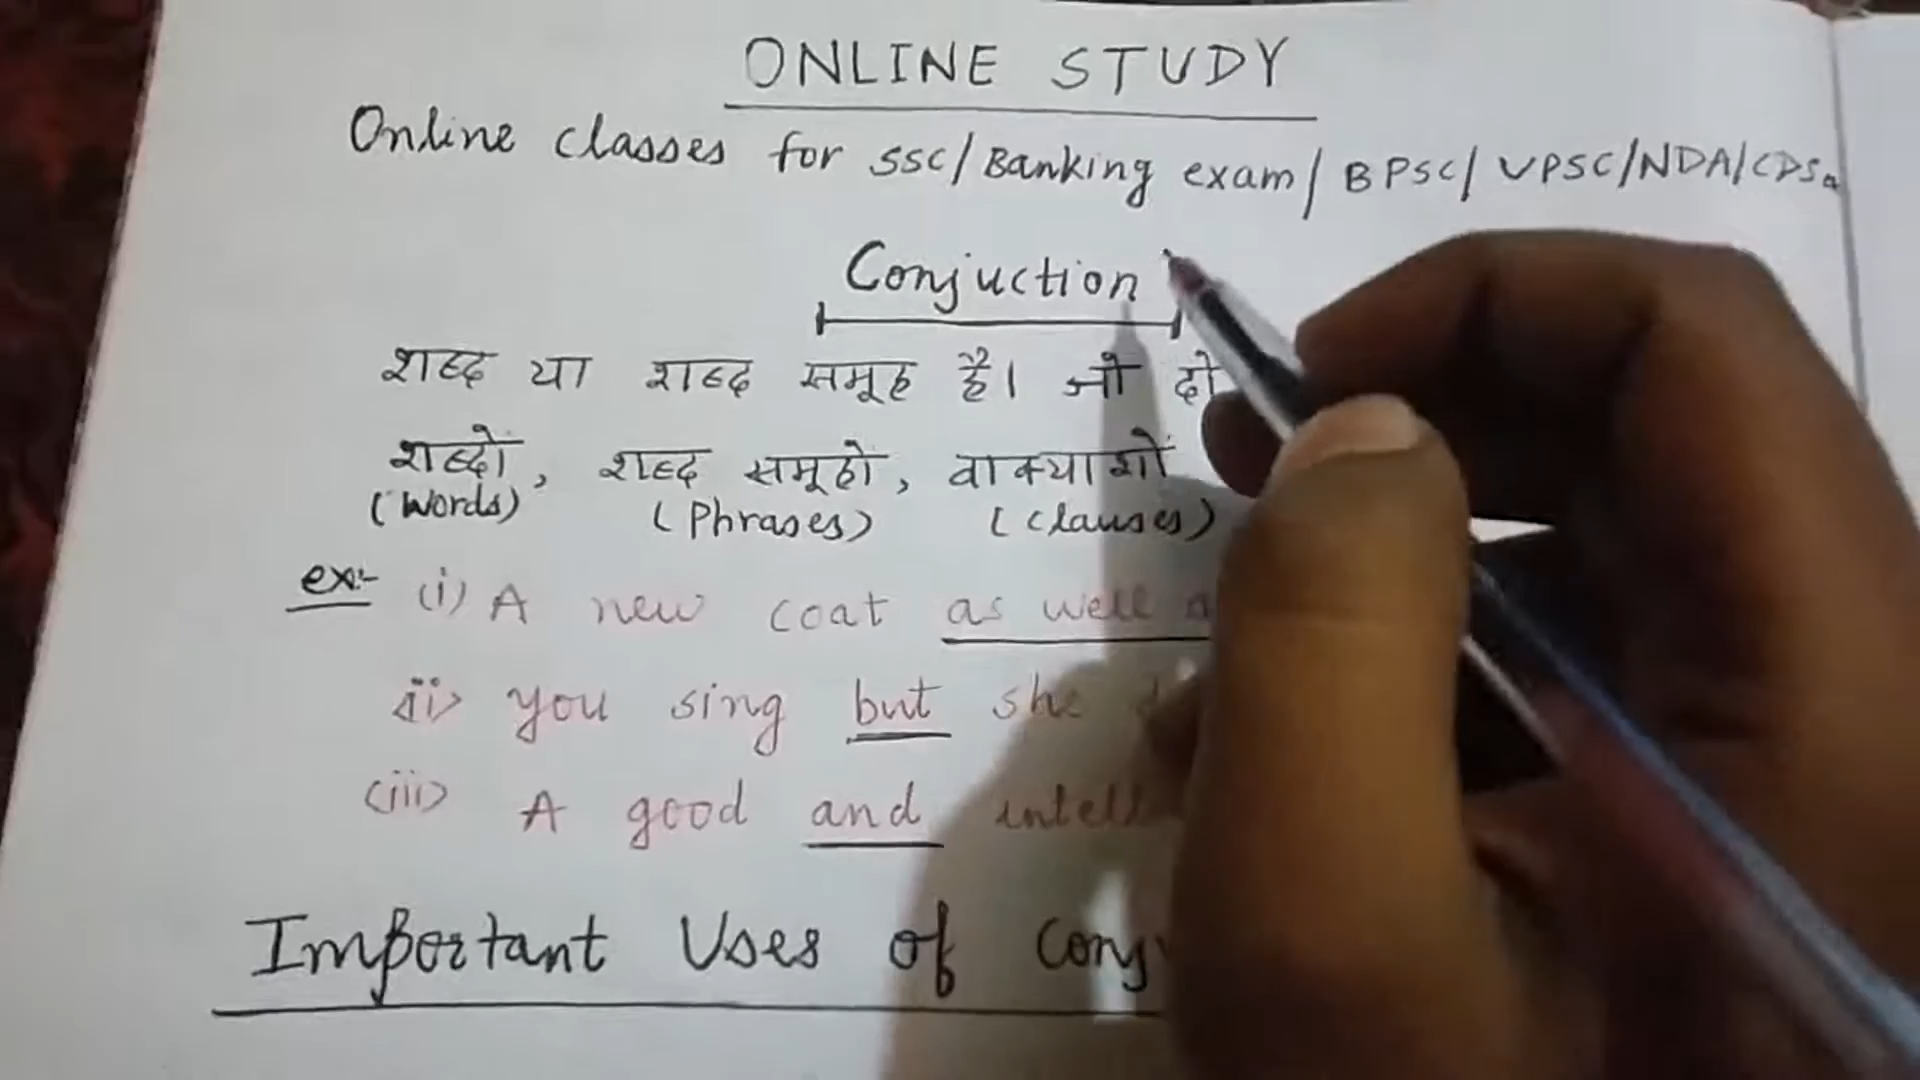 ONLINE STUDY
Online classes for SSC/Banking exam/BPSC/UPSC/NDA/CDS.
Conjuction
शब्द या शब्द समूह है। जो दो
शब्दों, शब्द समूहों, वाक्याशों
(Words) (Phrases) (Clauses)
ex:- (i) A new coat as well
(ii) you sing but she
(iii) A good and
Important Uses of